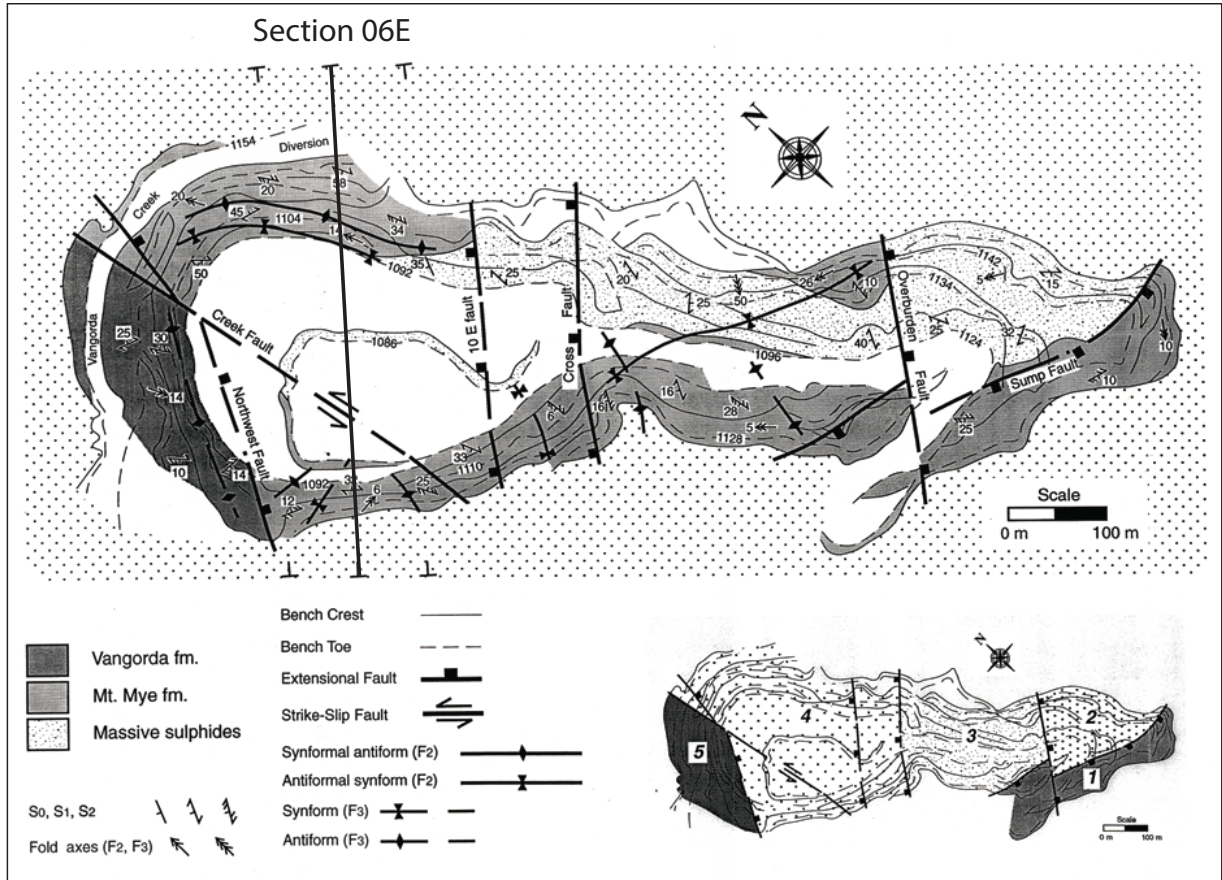 Section 06E
N
1154
Diversion
Creek
20
20
58
45
1104
14
34
35
1092
50
25
20
50
25
26
10
1142
5
15
1134
25
32
1124
40
10 E fault
Fault
Cross
Overburden
Fault
Vangorda
25
30
Creek Fault
1086
Northwest Fault
14
10
14
1092
12
32
6
25
33
1110
6
16
16
1096
28
5
1128
Sump Fault
10
10
25
Scale
0 m 100 m
Vangorda fm.
Mt. Mye fm.
Massive sulphides
S0, S1, S2
Fold axes (F2, F3)
Bench Crest
Bench Toe
Extensional Fault
Strike-Slip Fault
Synformal antiform (F2)
Antiformal synform (F2)
Synform (F3)
Antiform (F3)
N
4
2
3
5
1
Scale
0 m 100 m